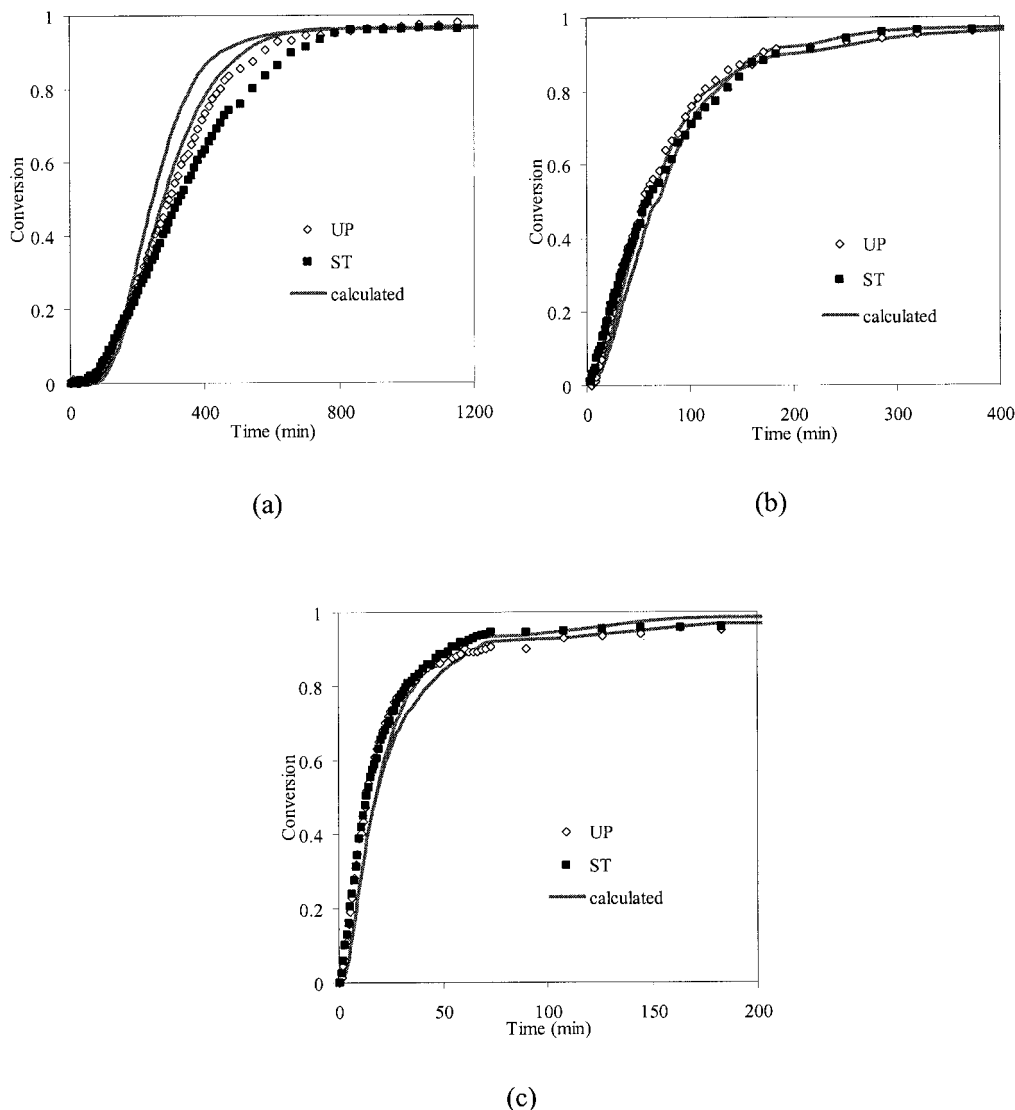 1
0.8
0.6
0.4
0.2
0
Conversion
UP
ST
calculated
0 400 800 1200
Time (min)
(a)
1
0.8
0.6
0.4
0.2
0
Conversion
UP
ST
calculated
0 100 200 300 400
Time (min)
(b)
1
0.8
0.6
0.4
0.2
0
Conversion
UP
ST
calculated
0 50 100 150 200
Time (min)
(c)